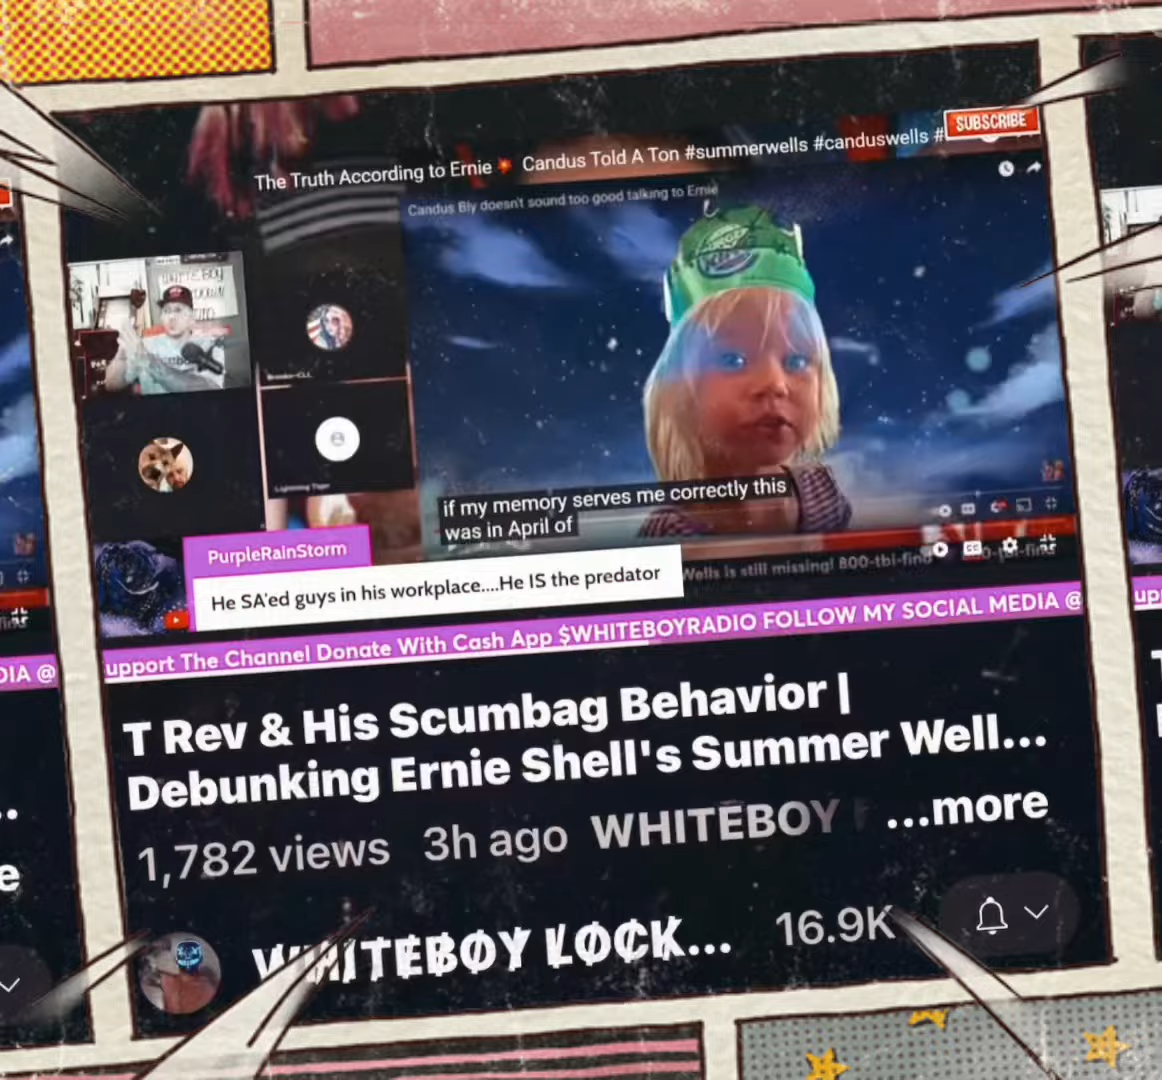 SUBSCRIBE
The Truth According to Ernie 💥 Candus Told A Ton #summerwells #canduswells #
Candus Bly doesn't sound too good talking to Ernie
if my memory serves me correctly this
was in April of
PurpleRainStorm
He SA'ed guys in his workplace....He IS the predator
Wells is still missing! 800-tbi-find
upport The Channel Donate With Cash App $WHITEBOYRADIO FOLLOW MY SOCIAL MEDIA @
T Rev & His Scumbag Behavior |
Debunking Ernie Shell's Summer Well...
1,782 views 3h ago WHITEBOY ...more
WHITEBØY LØCK... 16.9K
DIA @
..
e
up